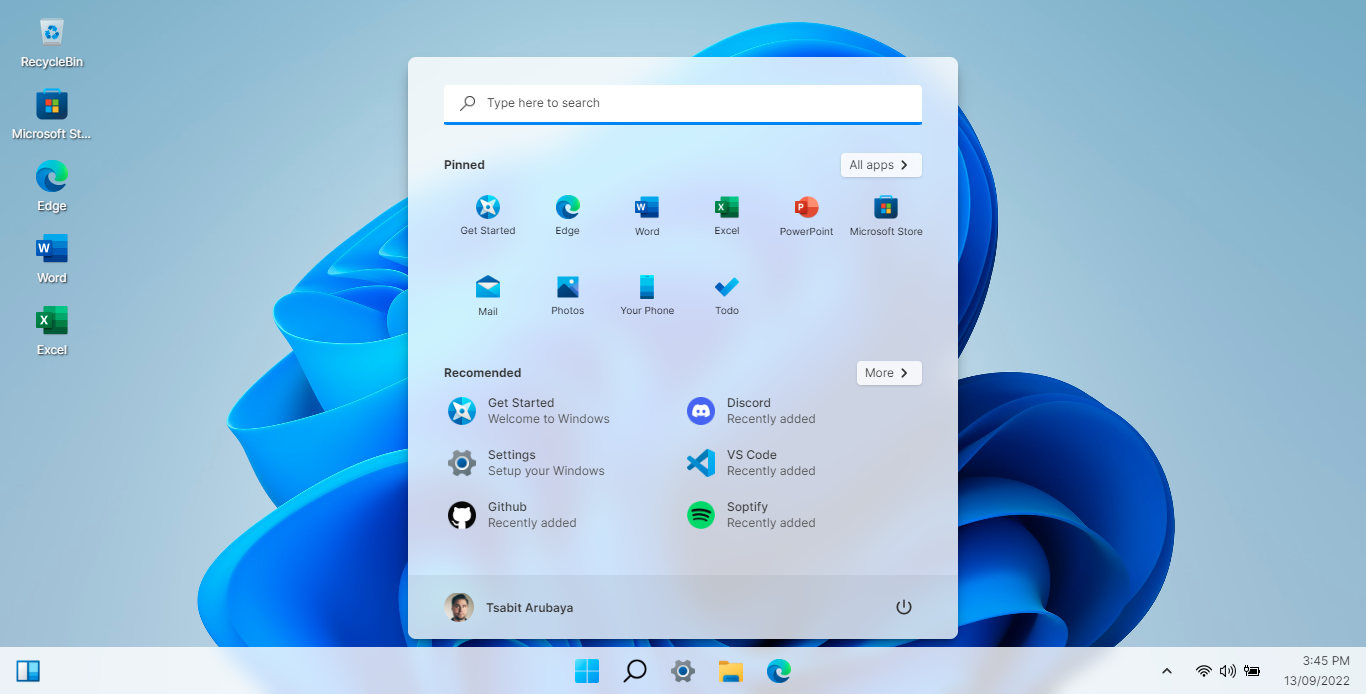 RecycleBin
Microsoft St...
Edge
Word
Excel
Type here to search
Pinned
All apps
Get Started
Edge
Word
Excel
PowerPoint
Microsoft Store
Mail
Photos
Your Phone
Todo
Recomended
More
Get Started
Welcome to Windows
Discord
Recently added
Settings
Setup your Windows
VS Code
Recently added
Github
Recently added
Soptify
Recently added
Tsabit Arubaya
3:45 PM
13/09/2022